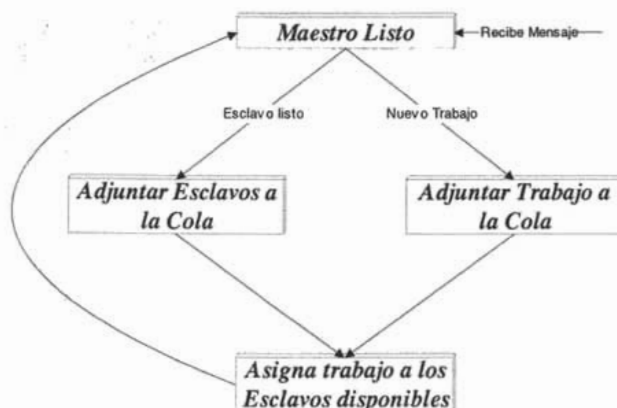 Maestro Listo
Recibe Mensaje
Esclavo listo
Nuevo Trabajo
Adjuntar Esclavos a
la Cola
Adjuntar Trabajo a
la Cola
Asigna trabajo a los
Esclavos disponibles